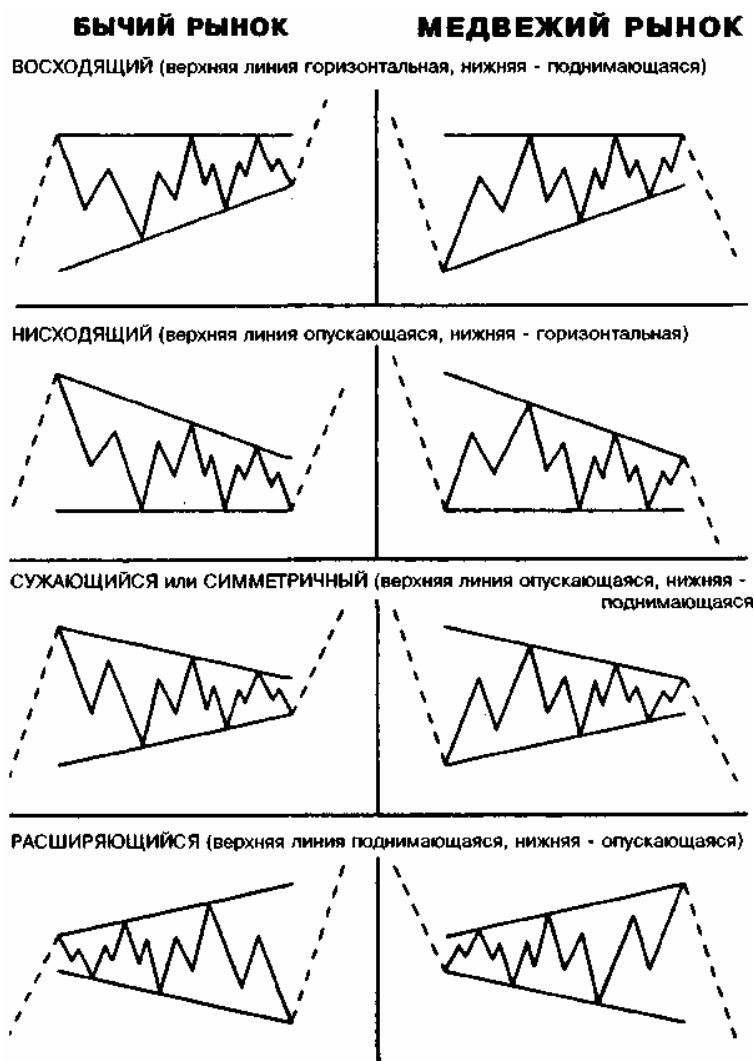 БЫЧИЙ РЫНОК МЕДВЕЖИЙ РЫНОК
ВОСХОДЯЩИЙ (верхняя линия горизонтальная, нижняя - поднимающаяся)
НИСХОДЯЩИЙ (верхняя линия опускающаяся, нижняя - горизонтальная)
СУЖАЮЩИЙСЯ или СИММЕТРИЧНЫЙ (верхняя линия опускающаяся, нижняя -
поднимающаяся
РАСШИРЯЮЩИЙСЯ (верхняя линия поднимающаяся, нижняя - опускающаяся)